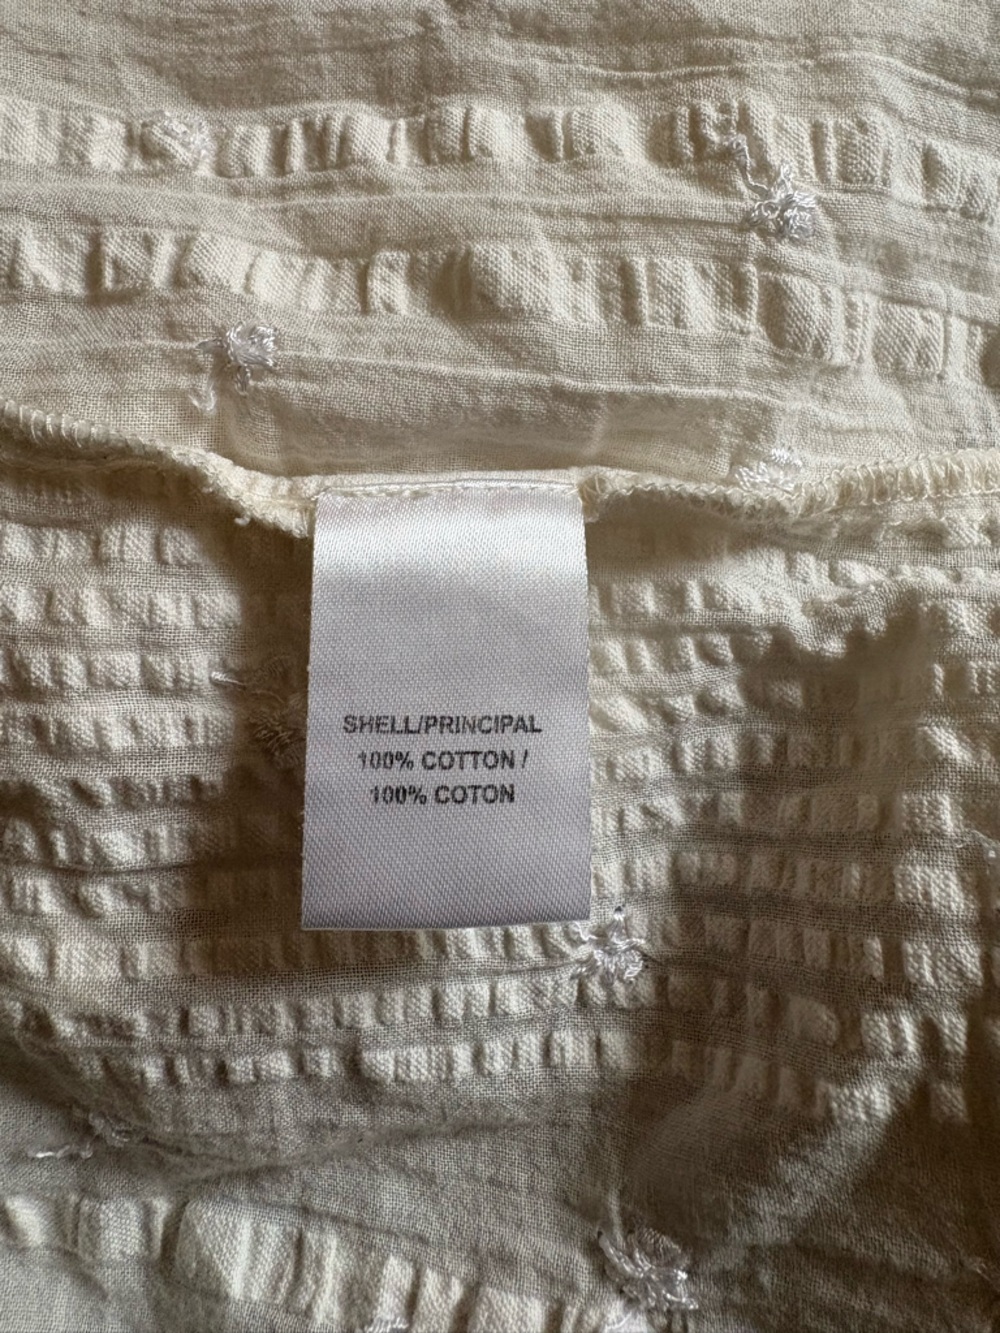 SHELL/PRINCIPAL
100% COTTON /
100% COTON